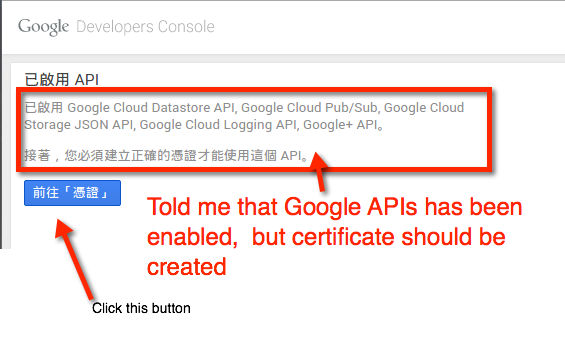 Google Developers Console
已啟用 API
已啟用 Google Cloud Datastore API, Google Cloud Pub/Sub, Google Cloud
Storage JSON API, Google Cloud Logging API, Google+ API。
接著，您必須建立正確的憑證才能使用這個 API。
前往「憑證」
Told me that Google APIs has been
enabled, but certificate should be
created
Click this button